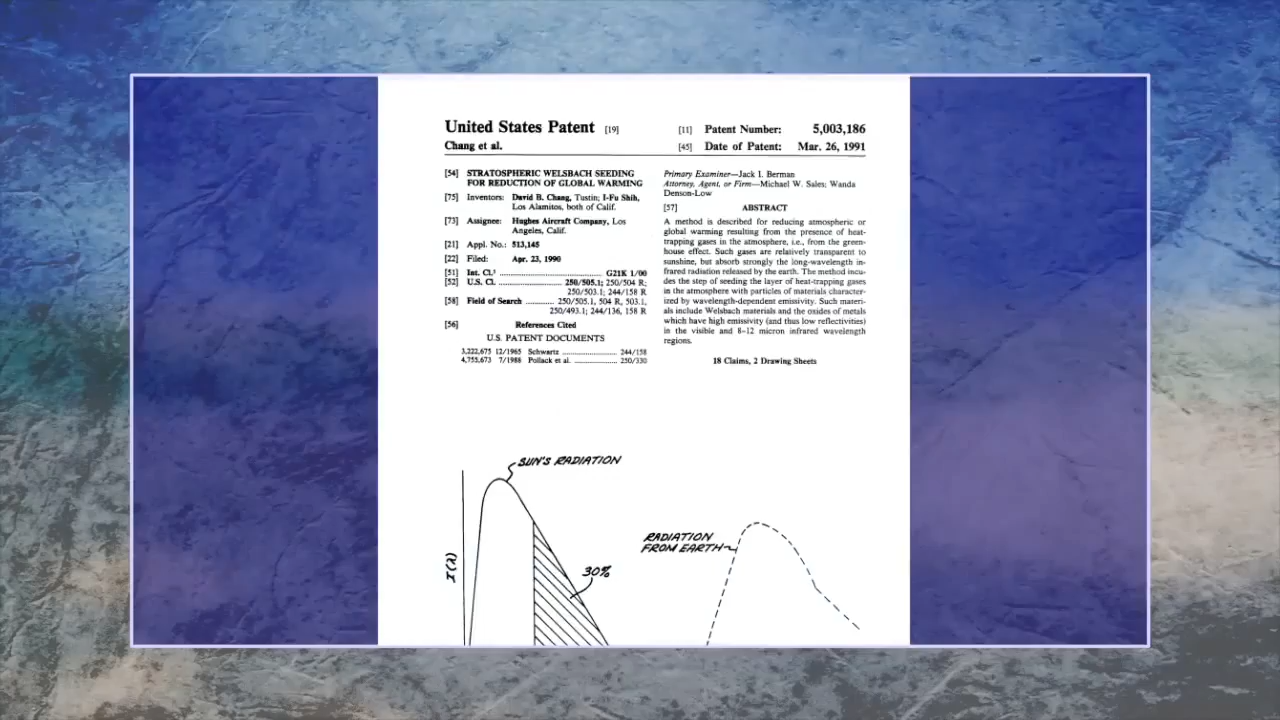 United States Patent [19]
Chang et al.
[11] Patent Number: 5,003,186
[45] Date of Patent: Mar. 26, 1991
[54] STRATOSPHERIC WELSBACH SEEDING
FOR REDUCTION OF GLOBAL WARMING
[75] Inventors: David B. Chang, Tustin; I-Fu Shih,
Los Alamitos, both of Calif.
[73] Assignee: Hughes Aircraft Company, Los
Angeles, Calif.
[21] Appl. No.: 513,145
[22] Filed: Apr. 23, 1990
[51] Int. Cl.⁵ ................................ G21K 1/00
[52] U.S. Cl. ........................ 250/505.1; 250/504 R;
250/503.1; 244/158 R
[58] Field of Search ............ 250/505.1, 504 R, 503.1,
250/493.1; 244/136, 158 R
[56] References Cited
U.S. PATENT DOCUMENTS
3,222,675 12/1965 Schwartz ........................ 244/158
4,755,673 7/1988 Pollack et al. .................... 250/330
Primary Examiner—Jack I. Berman
Attorney, Agent, or Firm—Michael W. Sales; Wanda
Denson-Low
[57] ABSTRACT
A method is described for reducing atmospheric or
global warming resulting from the presence of heat-
trapping gases in the atmosphere, i.e., from the green-
house effect. Such gases are relatively transparent to
sunshine, but absorb strongly the long-wavelength in-
frared radiation released by the earth. The method incu-
des the step of seeding the layer of heat-trapping gases
in the atmosphere with particles of materials character-
ized by wavelength-dependent emissivity. Such materi-
als include Welsbach materials and the oxides of metals
which have high emissivity (and thus low reflectivities)
in the visible and 8-12 micron infrared wavelength
regions.
18 Claims, 2 Drawing Sheets
SUN'S RADIATION
RADIATION
FROM EARTH
I(λ)
30%